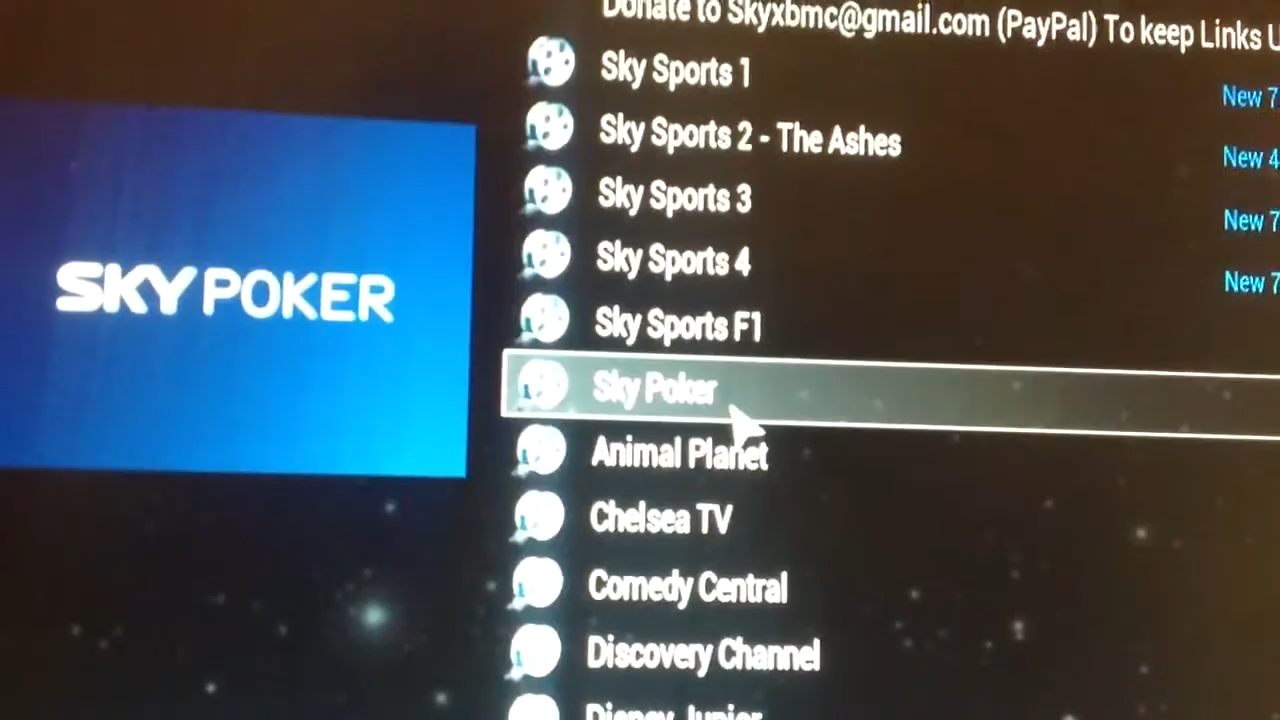 Donate to Skyxbmc@gmail.com (PayPal) To keep Links
Sky Sports 1
New 7
Sky Sports 2 - The Ashes
New 4
Sky Sports 3
New 7
Sky Sports 4
New 7
Sky Sports F1
SKY POKER
Sky Poker
Animal Planet
Chelsea TV
Comedy Central
Discovery Channel
Disney Junior